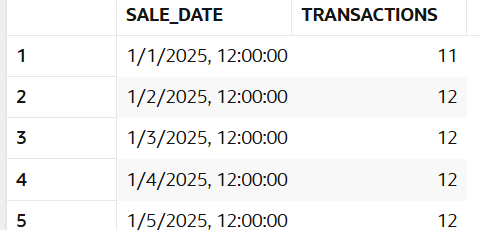 SALE_DATE TRANSACTIONS
1 1/1/2025, 12:00:00 11
2 1/2/2025, 12:00:00 12
3 1/3/2025, 12:00:00 12
4 1/4/2025, 12:00:00 12
5 1/5/2025, 12:00:00 12